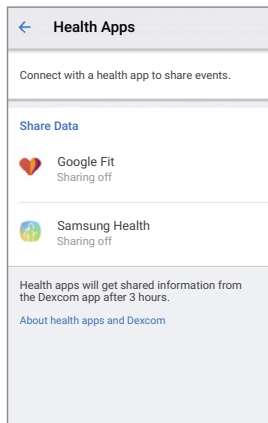 Health Apps
Connect with a health app to share events.
Share Data
Google Fit
Sharing off
Samsung Health
Sharing off
Health apps will get shared information from
the Dexcom app after 3 hours.
About health apps and Dexcom